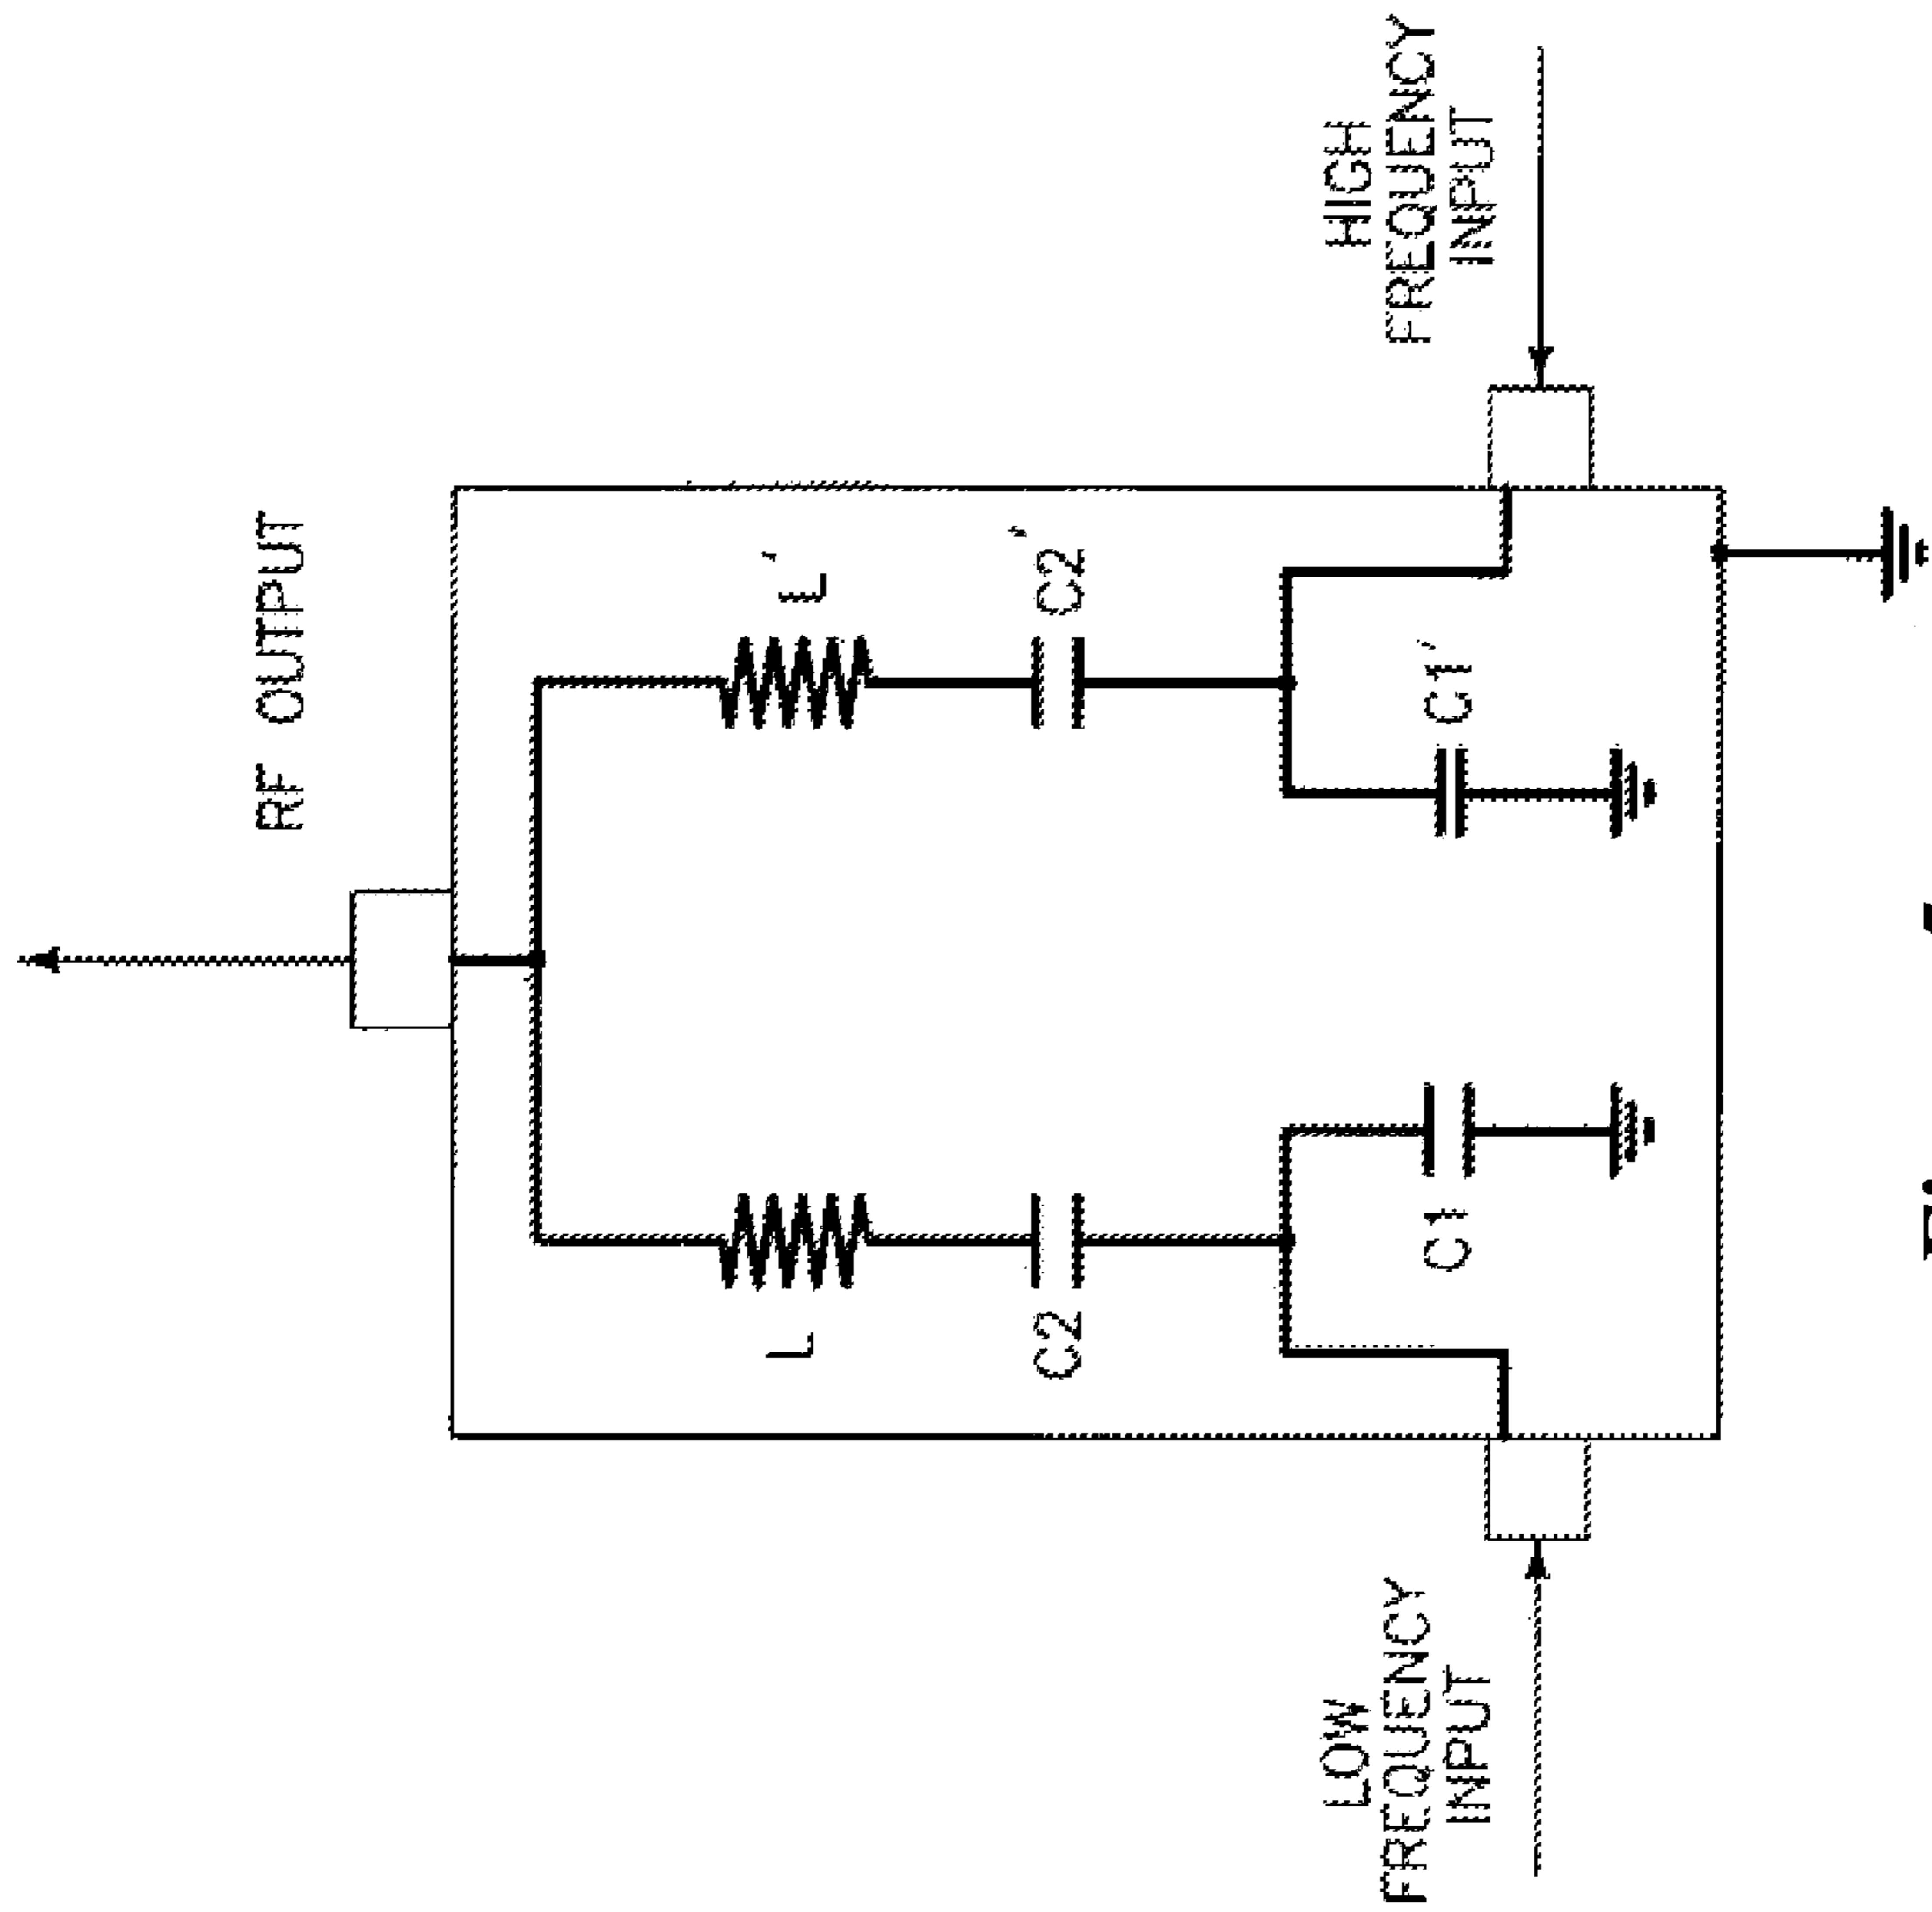 RF OUTPUT
L
L'
C2
C2'
LOW
FREQUENCY
INPUT
C1
C1'
HIGH
FREQUENCY
INPUT